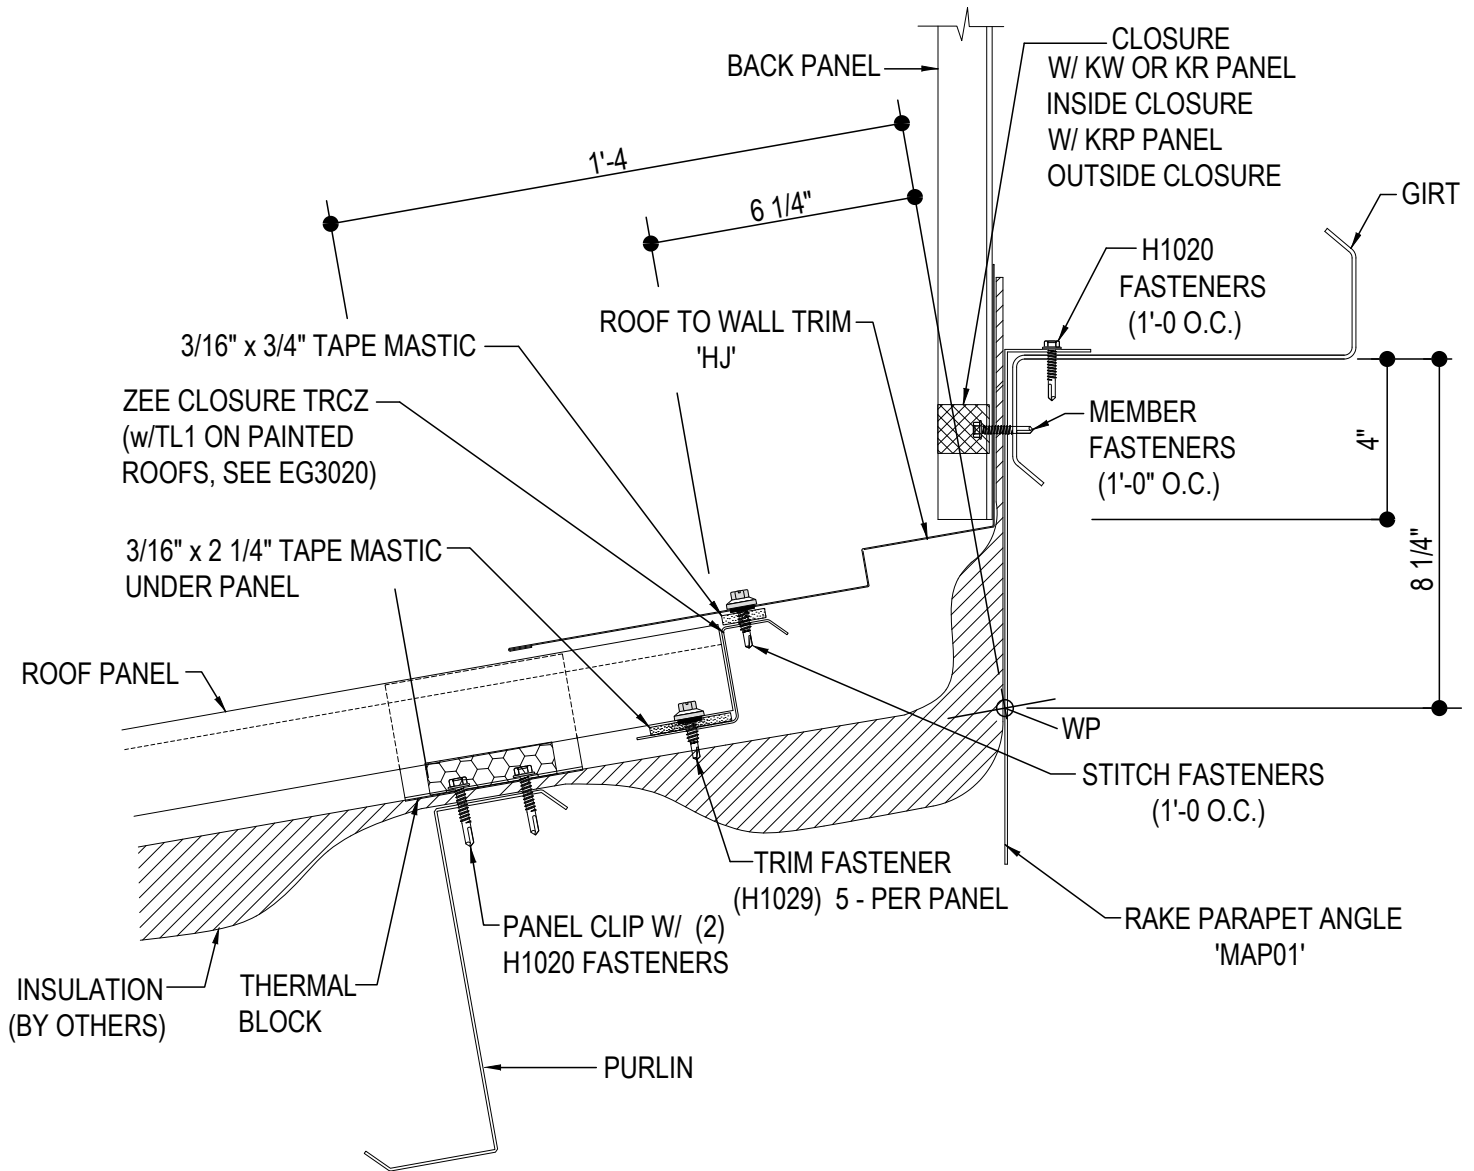 CLOSURE
W/ KW OR KR PANEL
INSIDE CLOSURE
W/ KRP PANEL
OUTSIDE CLOSURE
BACK PANEL
1'-4
6 1/4"
GIRT
H1020
FASTENERS
(1'-0 O.C.)
ROOF TO WALL TRIM
'HJ'
3/16" x 3/4" TAPE MASTIC
ZEE CLOSURE TRCZ
(w/TL1 ON PAINTED
ROOFS, SEE EG3020)
MEMBER
FASTENERS
(1'-0" O.C.)
4"
8 1/4"
3/16" x 2 1/4" TAPE MASTIC
UNDER PANEL
ROOF PANEL
WP
STITCH FASTENERS
(1'-0 O.C.)
TRIM FASTENER
(H1029) 5 - PER PANEL
RAKE PARAPET ANGLE
'MAP01'
PANEL CLIP W/ (2)
H1020 FASTENERS
INSULATION
(BY OTHERS)
THERMAL
BLOCK
PURLIN